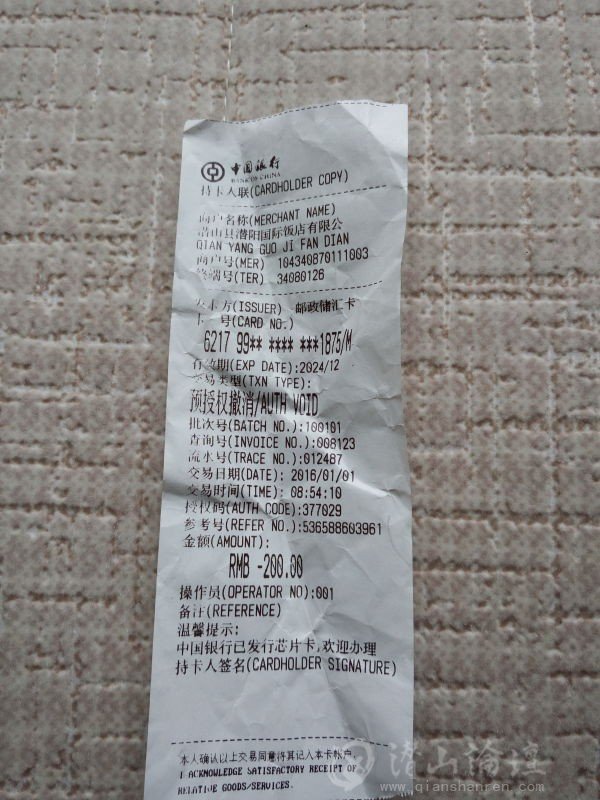 中国银行
BANK OF CHINA
持卡人联(CARDHOLDER COPY)
商户名称(MERCHANT NAME)
潜山县潜阳国际饭店有限公
QIAN YANG GUO JI FAN DIAN
商户号(MER) 104340870111003
终端号(TER) 34080126
发卡方(ISSUER) 邮政储汇卡
卡 号(CARD NO.)
6217 99** **** ***1875/M
有效期(EXP DATE):2024/12
交易类型(TXN TYPE):
预授权撤消/AUTH VOID
批次号(BATCH NO.):100101
查询号(INVOICE NO.):008123
流水号(TRACE NO.):012487
交易日期(DATE): 2016/01/01
交易时间(TIME): 08:54:10
授权码(AUTH CODE):377029
参考号(REFER NO.):536588603961
金额(AMOUNT):
RMB -200.00
操作员(OPERATOR NO):001
备注(REFERENCE)
温馨提示:
中国银行已发行芯片卡,欢迎办理
持卡人签名(CARDHOLDER SIGNATURE)
本人确认以上交易同意将其记入本卡帐户
I ACKNOWLEDGE SATISFACTORY RECEIPT OF
RELATIVE GOODS/SERVICES.
潜山论坛
www.qianshanren.com